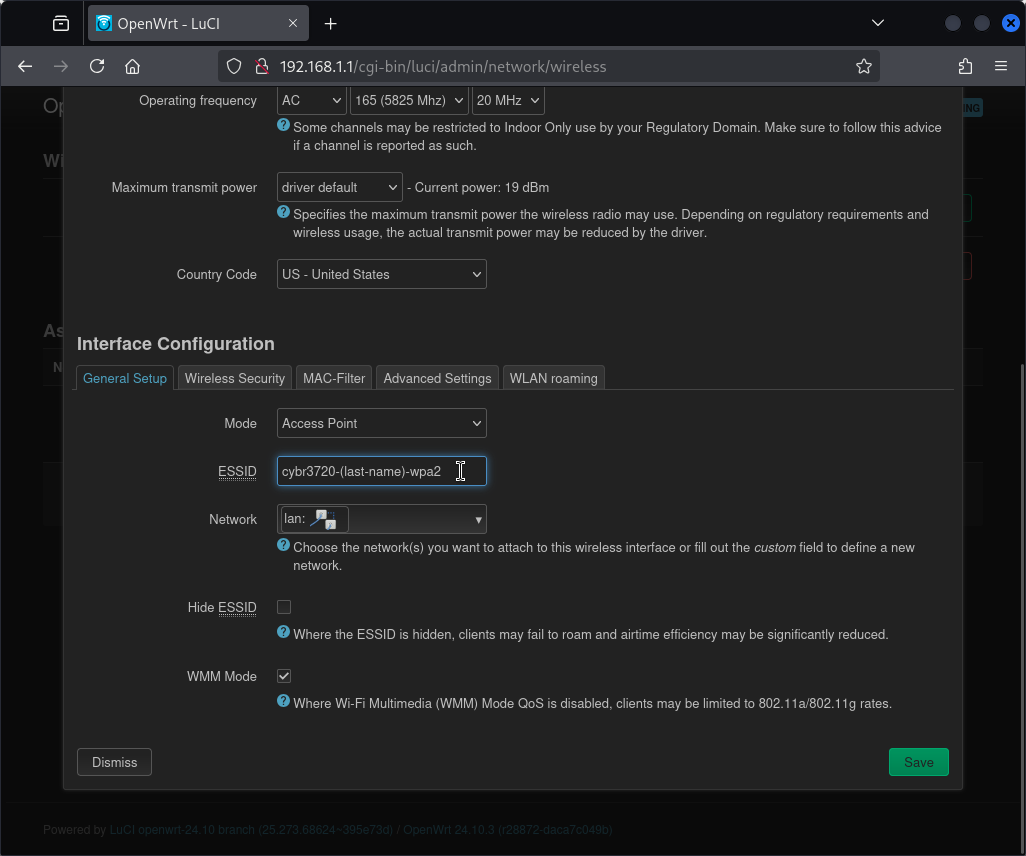 OpenWrt - LuCI
192.168.1.1/cgi-bin/luci/admin/network/wireless
Operating frequency
AC
165 (5825 Mhz)
20 MHz
Some channels may be restricted to Indoor Only use by your Regulatory Domain. Make sure to follow this advice
if a channel is reported as such.
Maximum transmit power
driver default
- Current power: 19 dBm
Specifies the maximum transmit power the wireless radio may use. Depending on regulatory requirements and
wireless usage, the actual transmit power may be reduced by the driver.
Country Code
US - United States
Interface Configuration
General Setup
Wireless Security
MAC-Filter
Advanced Settings
WLAN roaming
Mode
Access Point
ESSID
cybr3720-(last-name)-wpa2
Network
lan:
Choose the network(s) you want to attach to this wireless interface or fill out the custom field to define a new
network.
Hide ESSID
Where the ESSID is hidden, clients may fail to roam and airtime efficiency may be significantly reduced.
WMM Mode
Where Wi-Fi Multimedia (WMM) Mode QoS is disabled, clients may be limited to 802.11a/802.11g rates.
Dismiss
Save
Powered by LuCI openwrt-24.10 branch (25.273.68624~395e73d) / OpenWrt 24.10.3 (r28872-daca7c049b)